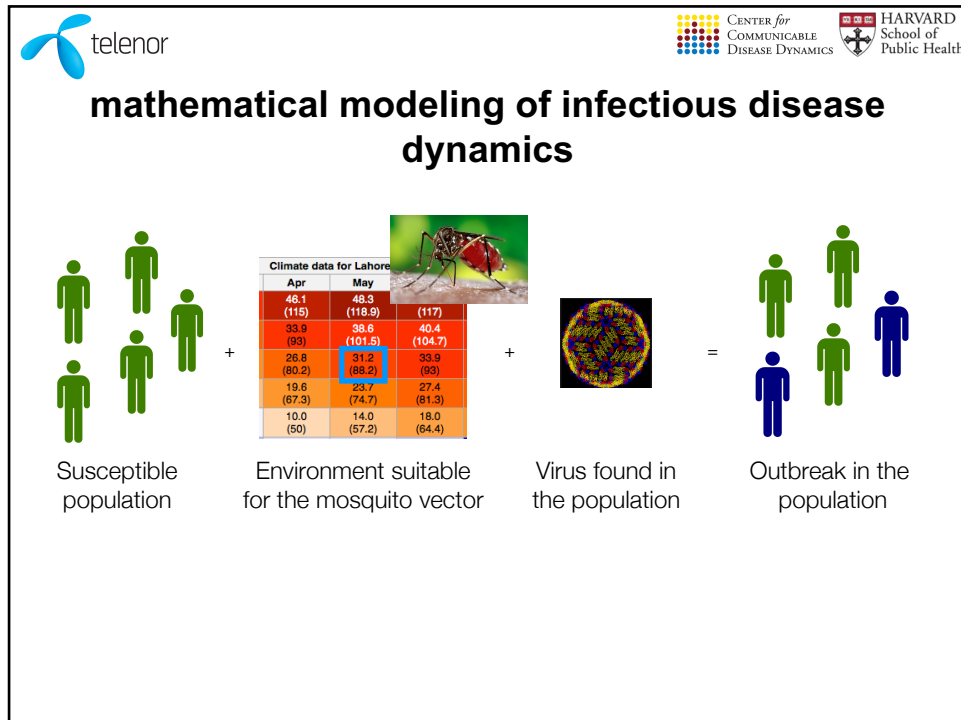 telenor
CENTER for
COMMUNICABLE
DISEASE DYNAMICS
HARVARD
School of
Public Health
mathematical modeling of infectious disease
dynamics
Climate data for Lahore
Apr May
46.1 48.3
(115) (118.9) (117)
33.9 38.6 40.4
(93) (101.5) (104.7)
26.8 31.2 33.9
(80.2) (88.2) (93)
19.6 23.7 27.4
(67.3) (74.7) (81.3)
10.0 14.0 18.0
(50) (57.2) (64.4)
+ + =
Susceptible
population
Environment suitable
for the mosquito vector
Virus found in
the population
Outbreak in the
population